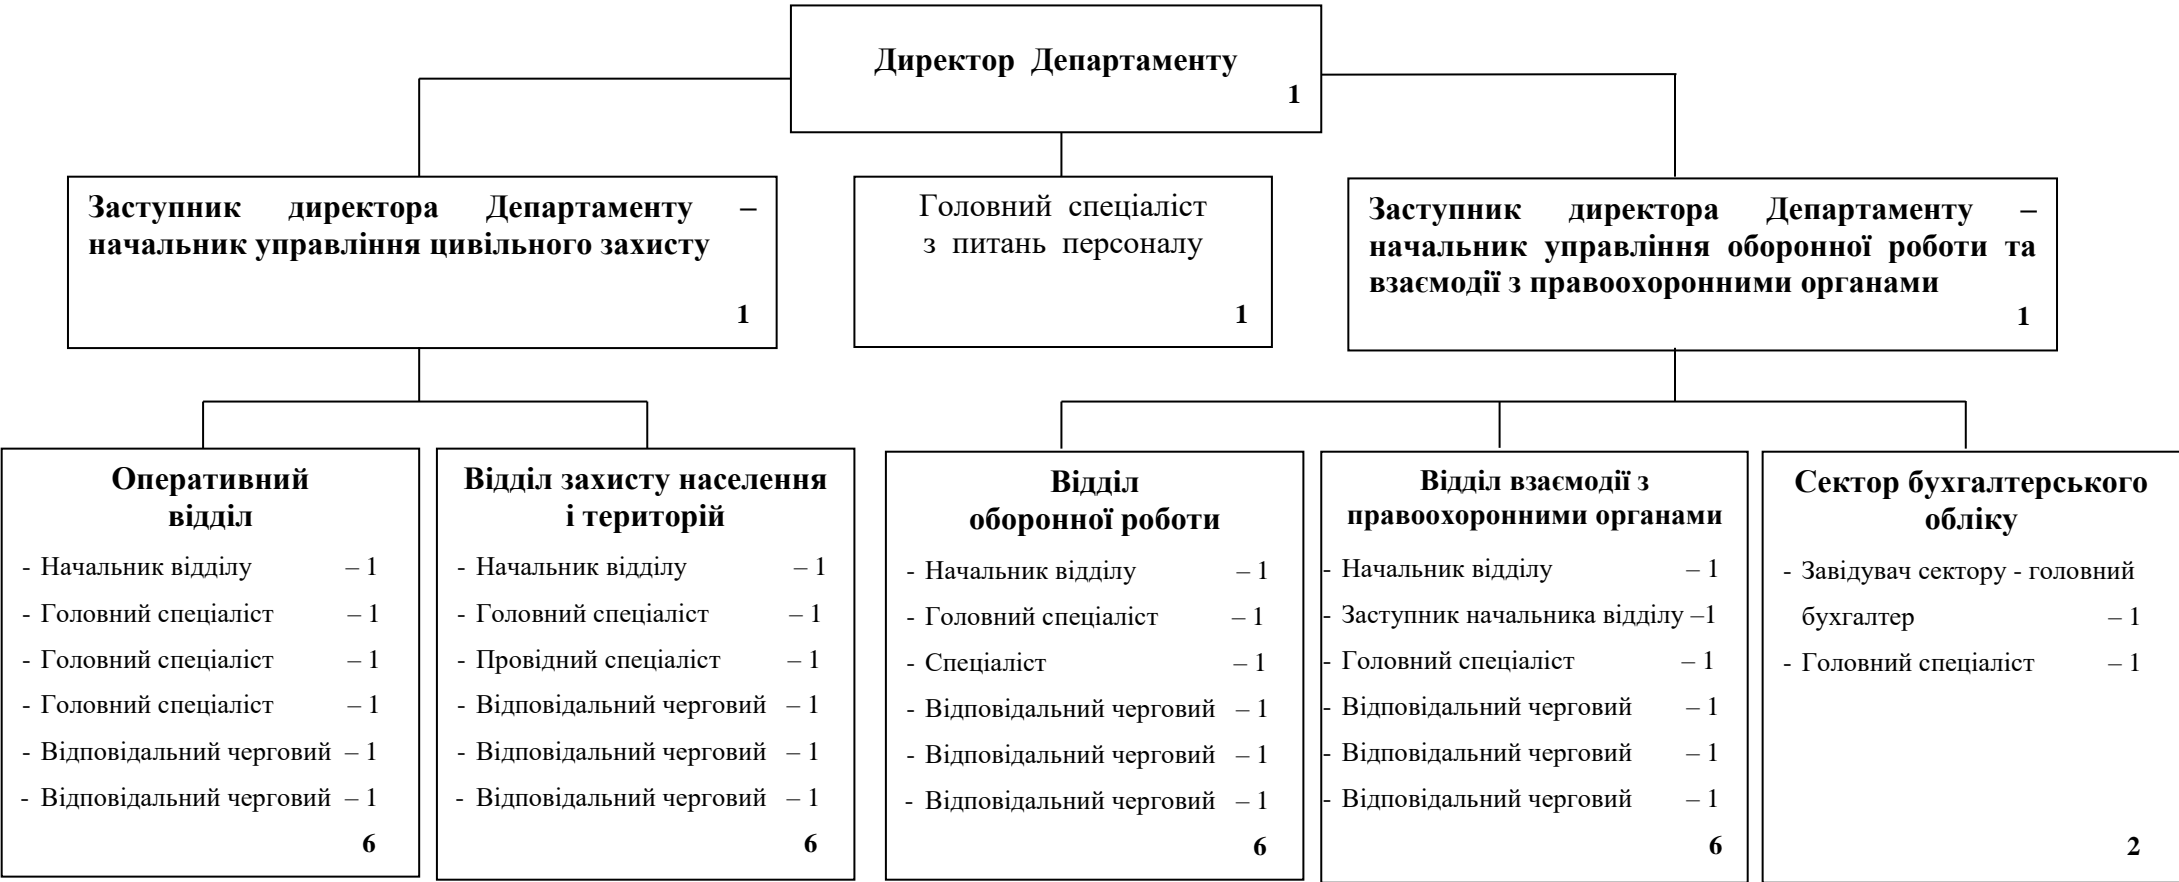 Директор Департаменту
1
Заступник директора Департаменту –
начальник управління цивільного захисту
1
Головний спеціаліст
з питань персоналу
1
Заступник директора Департаменту –
начальник управління оборонної роботи та
взаємодії з правоохоронними органами
1
Оперативний
відділ
- Начальник відділу – 1
- Головний спеціаліст – 1
- Головний спеціаліст – 1
- Головний спеціаліст – 1
- Відповідальний черговий – 1
- Відповідальний черговий – 1
6
Відділ захисту населення
і територій
- Начальник відділу – 1
- Головний спеціаліст – 1
- Провідний спеціаліст – 1
- Відповідальний черговий – 1
- Відповідальний черговий – 1
- Відповідальний черговий – 1
6
Відділ
оборонної роботи
- Начальник відділу – 1
- Головний спеціаліст – 1
- Спеціаліст – 1
- Відповідальний черговий – 1
- Відповідальний черговий – 1
- Відповідальний черговий – 1
6
Відділ взаємодії з
правоохоронними органами
- Начальник відділу – 1
- Заступник начальника відділу –1
- Головний спеціаліст – 1
- Відповідальний черговий – 1
- Відповідальний черговий – 1
- Відповідальний черговий – 1
6
Сектор бухгалтерського
обліку
- Завідувач сектору - головний
бухгалтер – 1
- Головний спеціаліст – 1
2